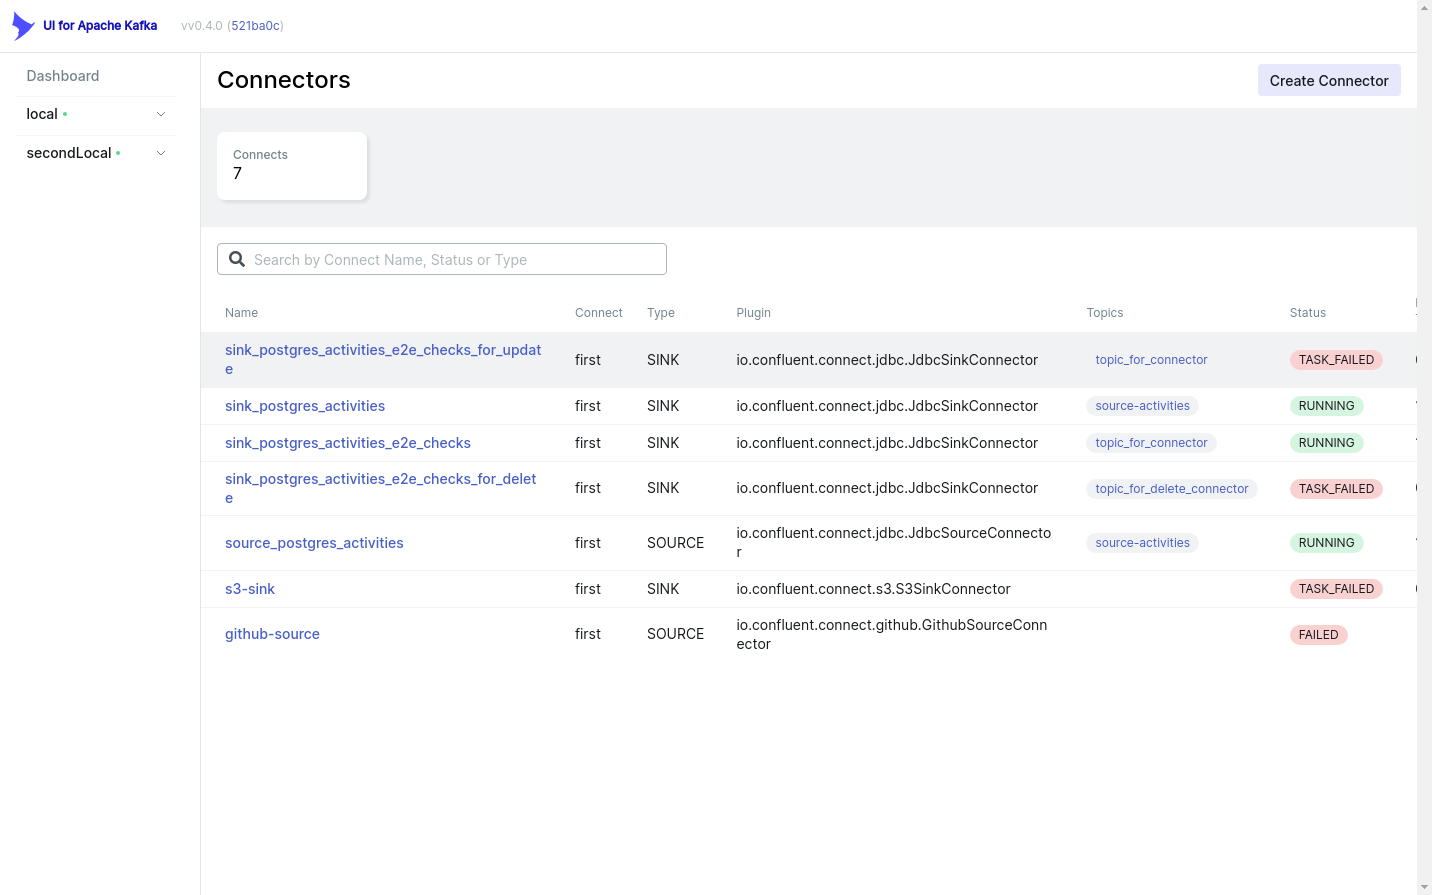 UI for Apache Kafka vv0.4.0 (521ba0c)
Dashboard
local
secondLocal
Connectors
Create Connector
Connects
7
Search by Connect Name, Status or Type
Name Connect Type Plugin Topics Status
sink_postgres_activities_e2e_checks_for_updat
e
first SINK io.confluent.connect.jdbc.JdbcSinkConnector topic_for_connector TASK_FAILED
sink_postgres_activities first SINK io.confluent.connect.jdbc.JdbcSinkConnector source-activities RUNNING
sink_postgres_activities_e2e_checks first SINK io.confluent.connect.jdbc.JdbcSinkConnector topic_for_connector RUNNING
sink_postgres_activities_e2e_checks_for_delet
e
first SINK io.confluent.connect.jdbc.JdbcSinkConnector topic_for_delete_connector TASK_FAILED
source_postgres_activities first SOURCE io.confluent.connect.jdbc.JdbcSourceConnecto
r
source-activities RUNNING
s3-sink first SINK io.confluent.connect.s3.S3SinkConnector TASK_FAILED
github-source first SOURCE io.confluent.connect.github.GithubSourceConn
ector
FAILED